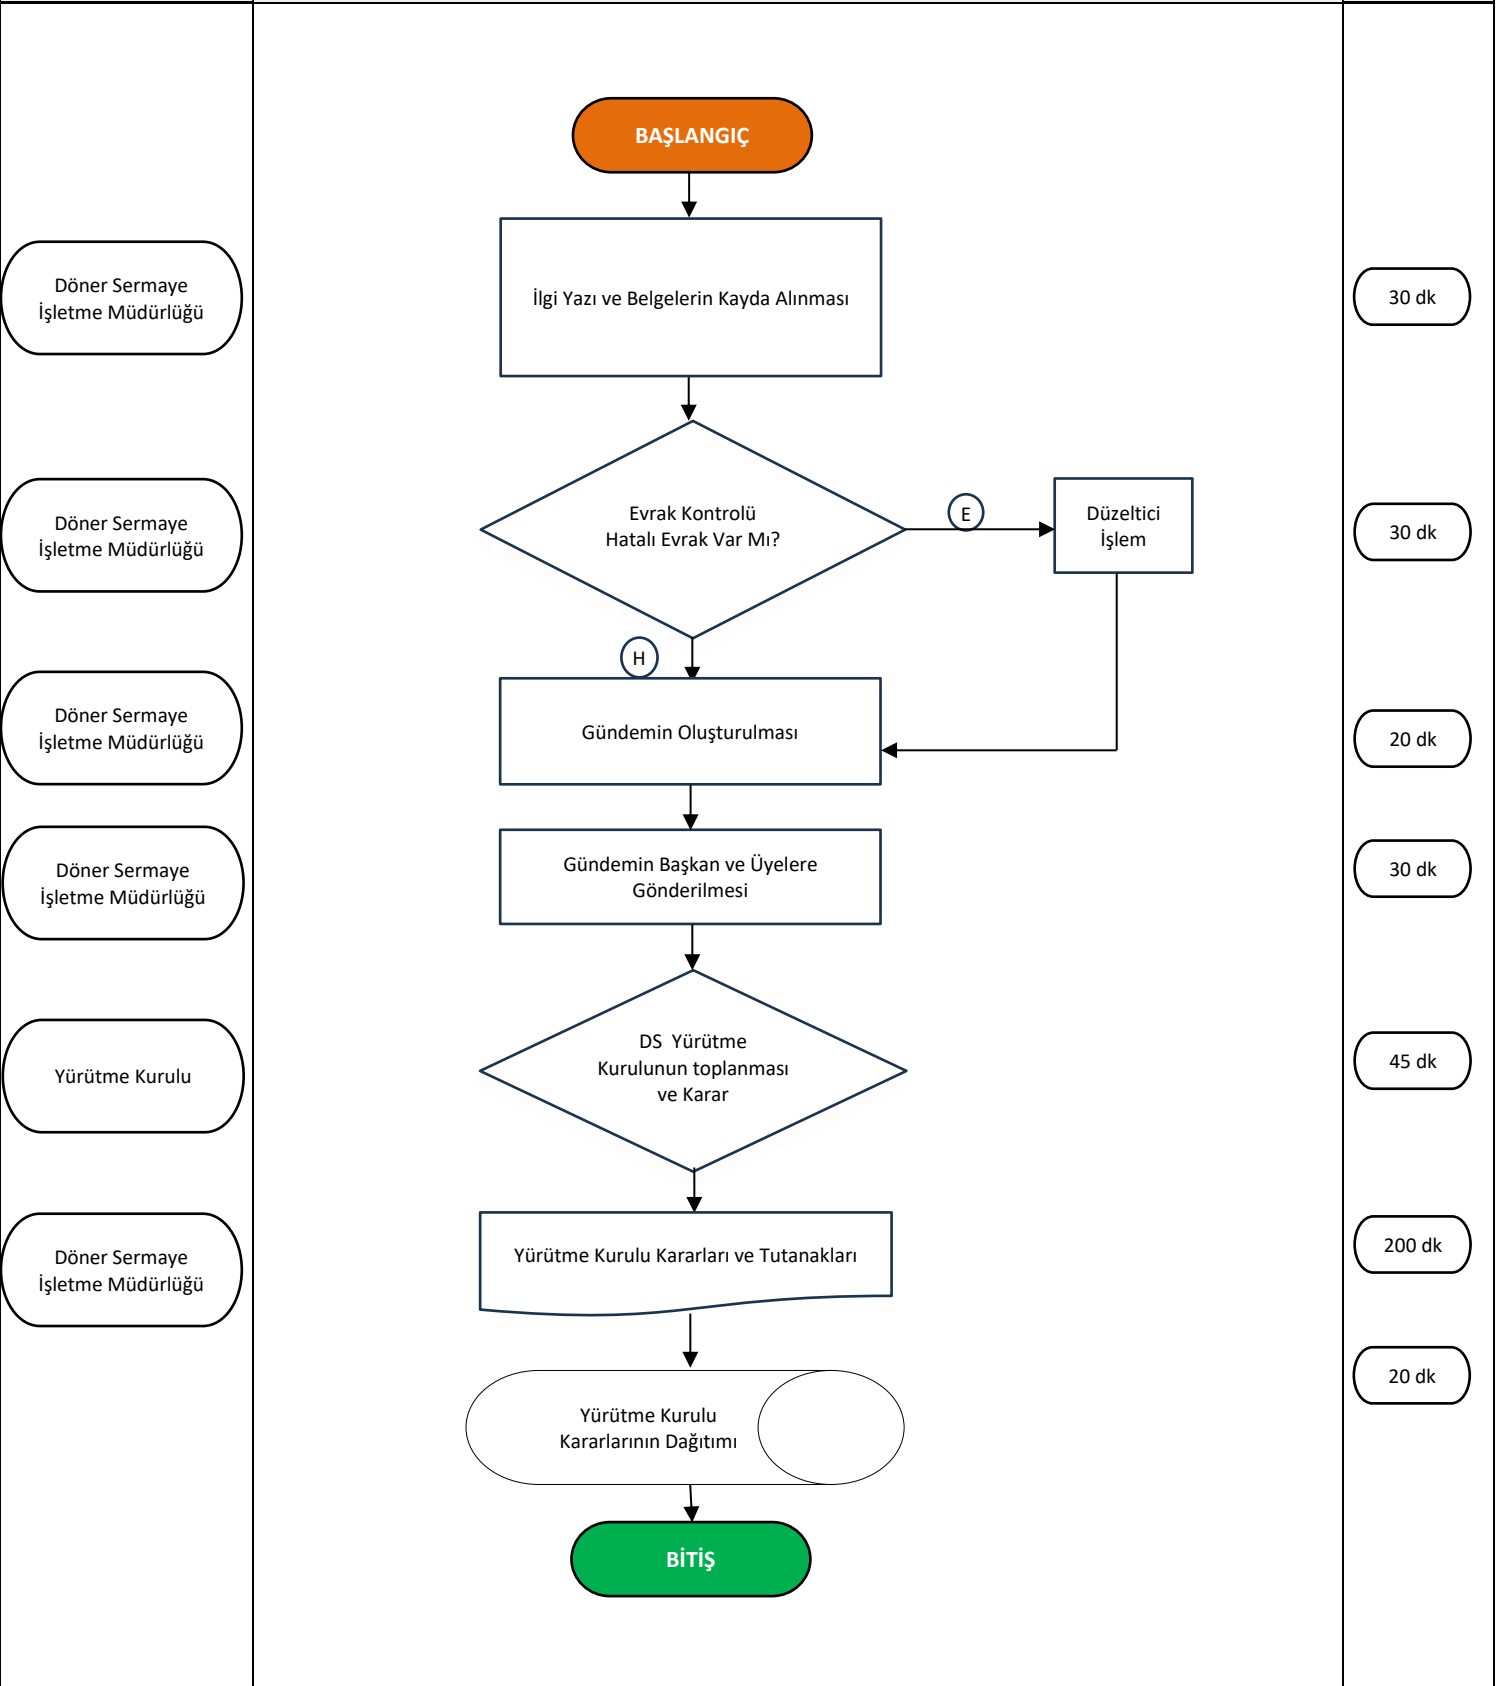 BAŞLANGIÇ
Döner Sermaye
İşletme Müdürlüğü
İlgi Yazı ve Belgelerin Kayda Alınması
30 dk
Döner Sermaye
İşletme Müdürlüğü
Evrak Kontrolü
Hatalı Evrak Var Mı?
E
Düzeltici
İşlem
30 dk
H
Döner Sermaye
İşletme Müdürlüğü
Gündemin Oluşturulması
20 dk
Döner Sermaye
İşletme Müdürlüğü
Gündemin Başkan ve Üyelere
Gönderilmesi
30 dk
Yürütme Kurulu
DS  Yürütme
Kurulunun toplanması
ve Karar
45 dk
Döner Sermaye
İşletme Müdürlüğü
Yürütme Kurulu Kararları ve Tutanakları
200 dk
Yürütme Kurulu
Kararlarının Dağıtımı
20 dk
BİTİŞ